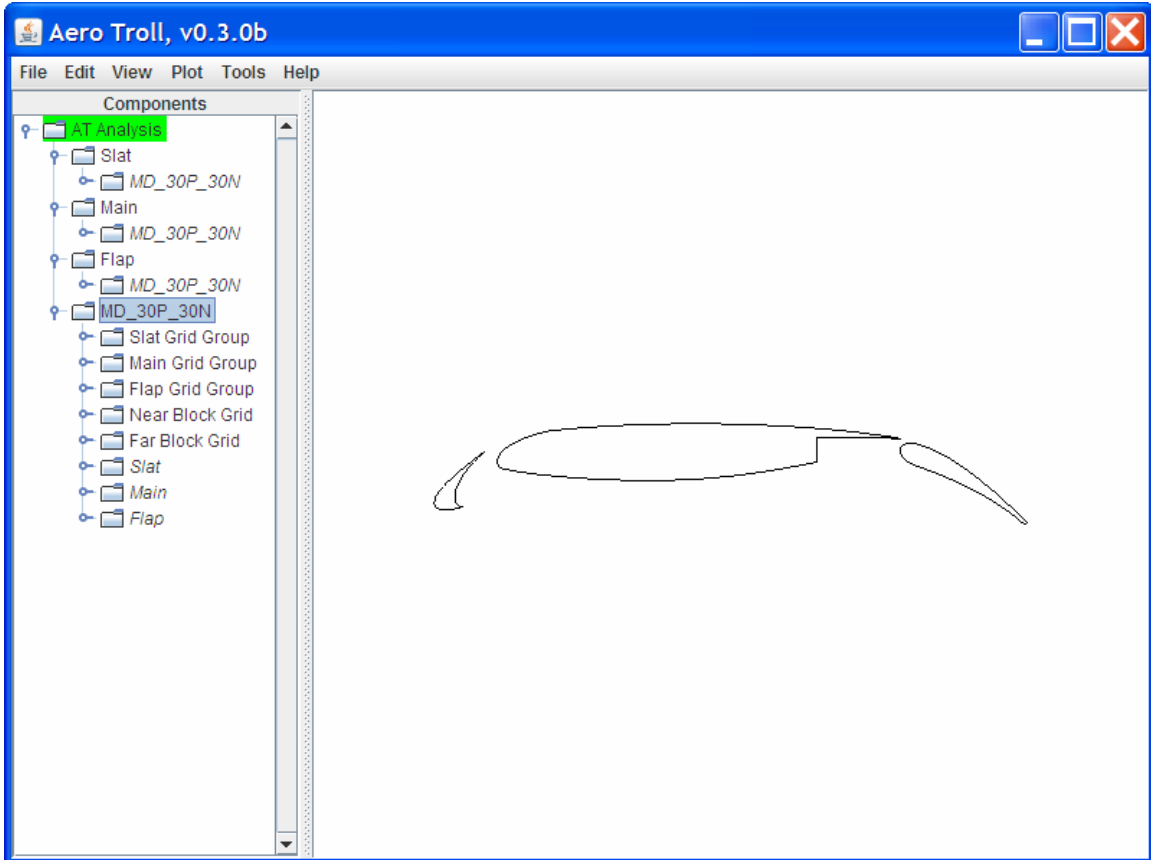 Aero Troll, v0.3.0b
File Edit View Plot Tools Help
Components
AT Analysis
Slat
MD_30P_30N
Main
MD_30P_30N
Flap
MD_30P_30N
MD_30P_30N
Slat Grid Group
Main Grid Group
Flap Grid Group
Near Block Grid
Far Block Grid
Slat
Main
Flap